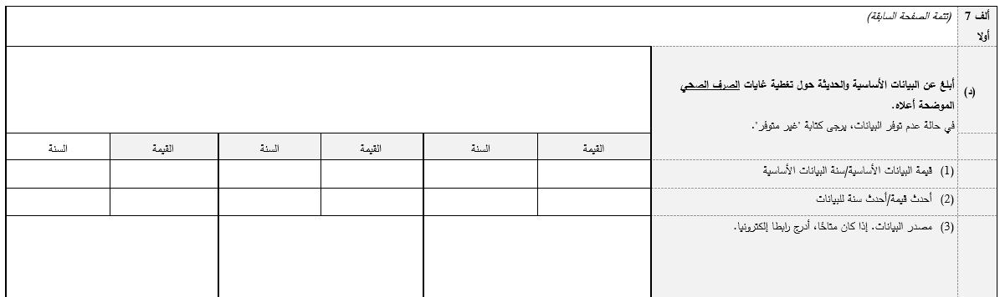 ألف 7 (تتمة الصفحة السابقة)
أولا
(د) أبلغ عن البيانات الأساسية والحديثة حول تغطية غايات الصرف الصحي
الموضحة أعلاه.
في حالة عدم توفر البيانات، يرجى كتابة "غير متوفر".
القيمة السنة القيمة السنة القيمة السنة
(1) قيمة البيانات الأساسية/سنة البيانات الأساسية
(2) أحدث قيمة/أحدث سنة للبيانات
(3) مصدر البيانات. إذا كان متاحًا، أدرج رابطا إلكترونيا.